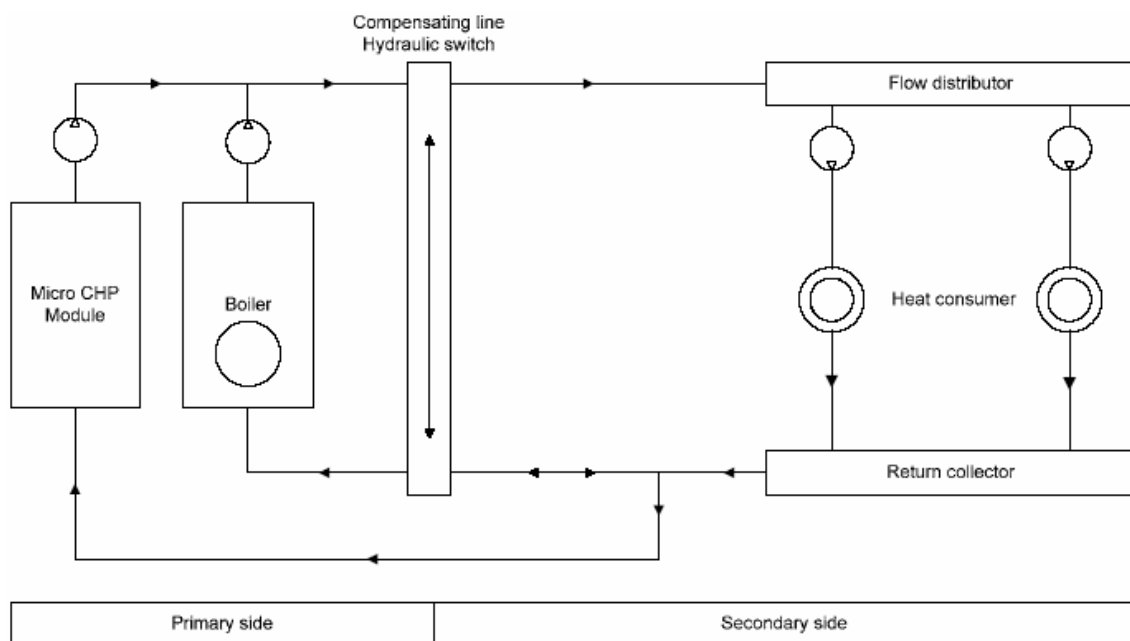 Compensating line
Hydraulic switch
Flow distributor
Micro CHP
Module
Boiler
Heat consumer
Return collector
Primary side
Secondary side